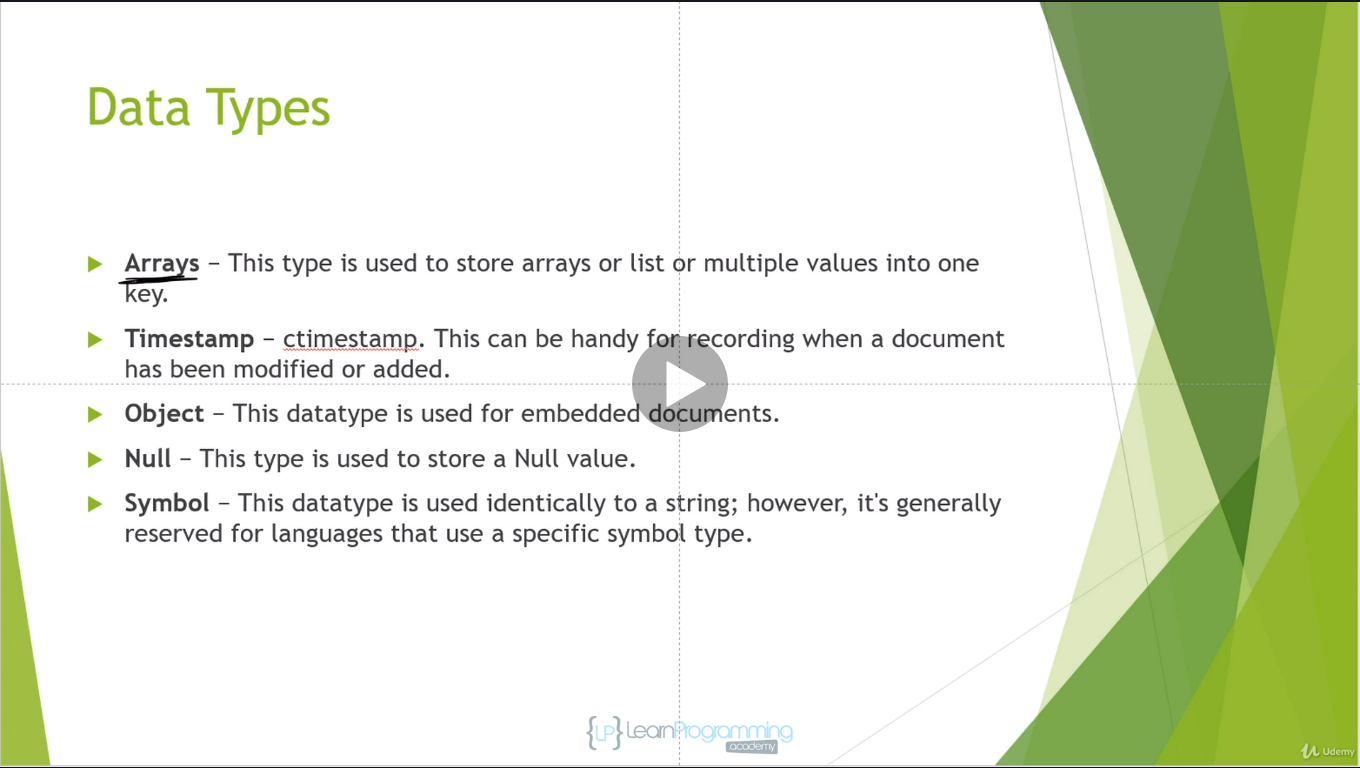 Data Types
Arrays – This type is used to store arrays or list or multiple values into one
key.
Timestamp – ctimestamp. This can be handy for recording when a document
has been modified or added.
Object – This datatype is used for embedded documents.
Null – This type is used to store a Null value.
Symbol – This datatype is used identically to a string; however, it's generally
reserved for languages that use a specific symbol type.
{LP} LearnProgramming
academy
Udemy